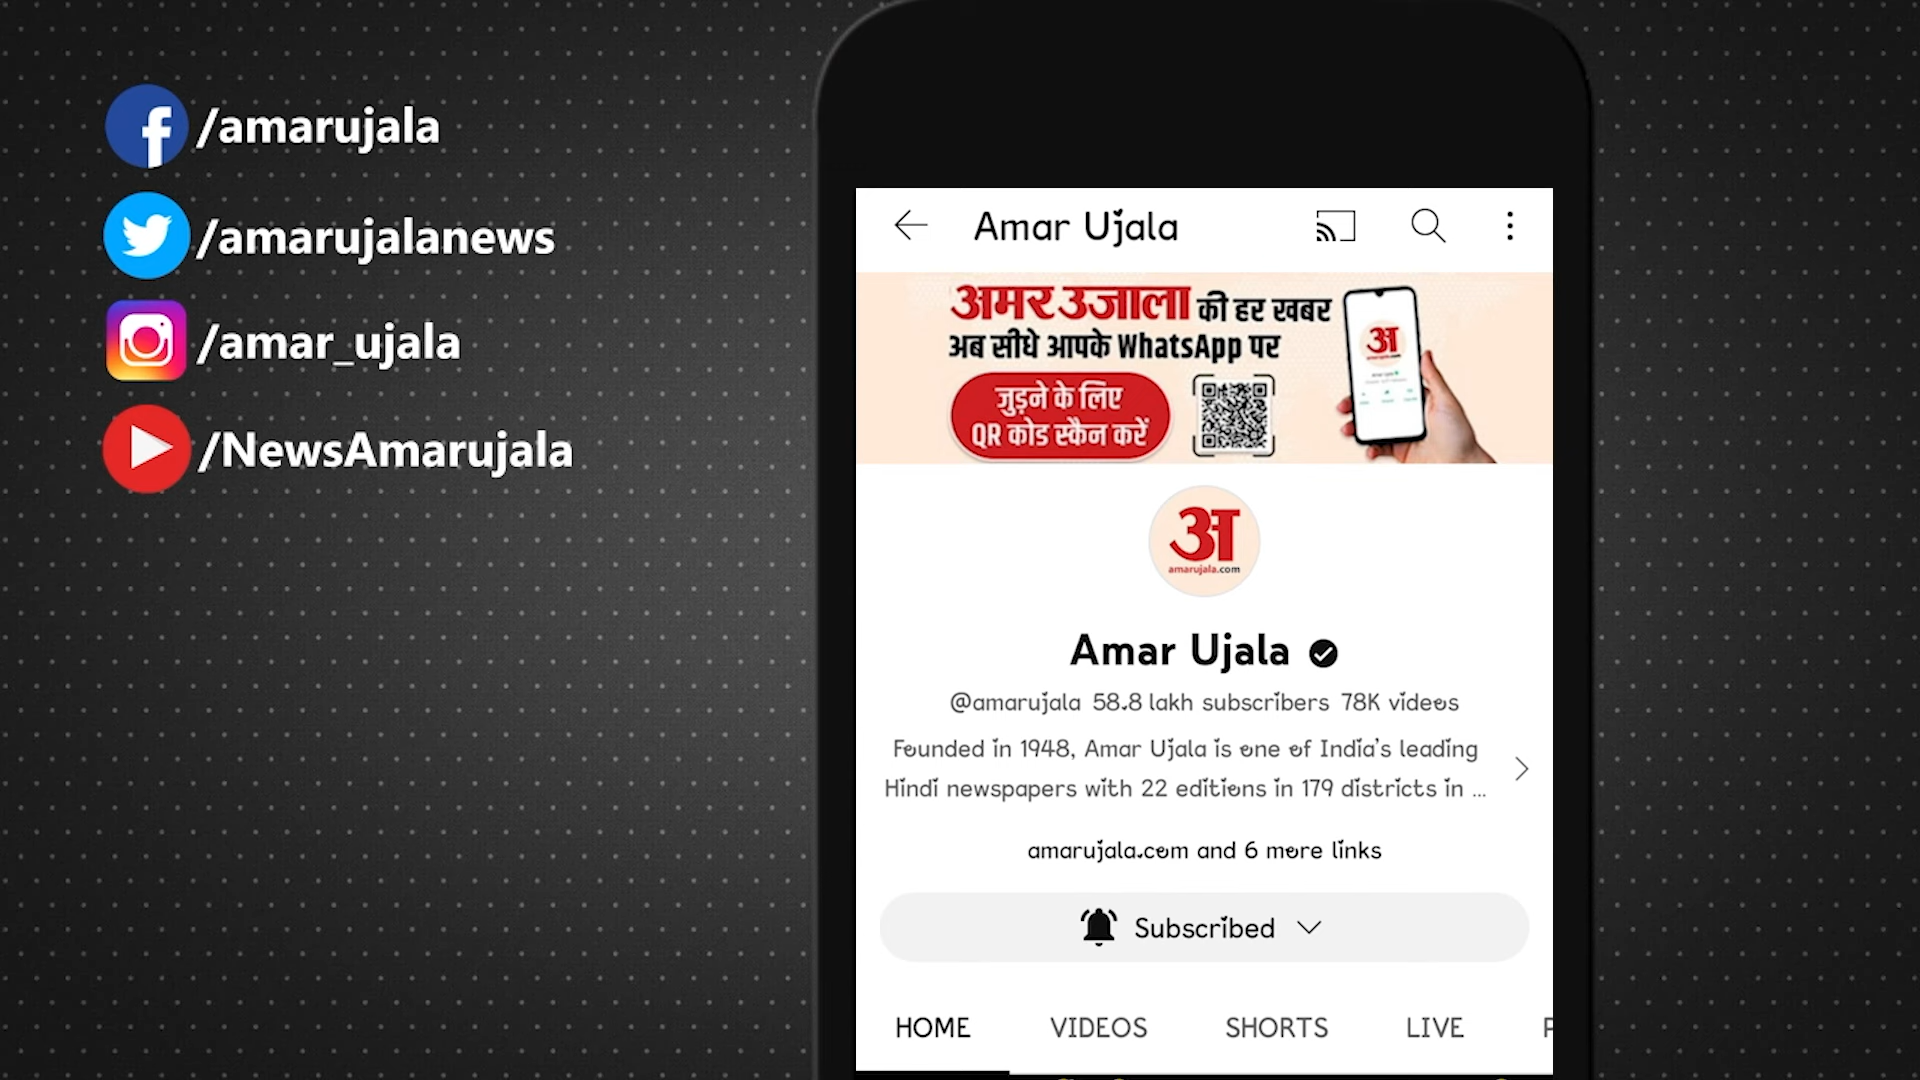 /amarujala
/amarujalanews
/amar_ujala
/NewsAmarujala
Amar Ujala
अमर उजाला की हर खबर
अब सीधे आपके WhatsApp पर
जुड़ने के लिए
QR कोड स्कैन करें
अ
अ
amarujala.com
Amar Ujala
@amarujala 58.8 lakh subscribers 78K videos
Founded in 1948, Amar Ujala is one of India's leading
Hindi newspapers with 22 editions in 179 districts in ...
amarujala.com and 6 more links
Subscribed
HOME VIDEOS SHORTS LIVE